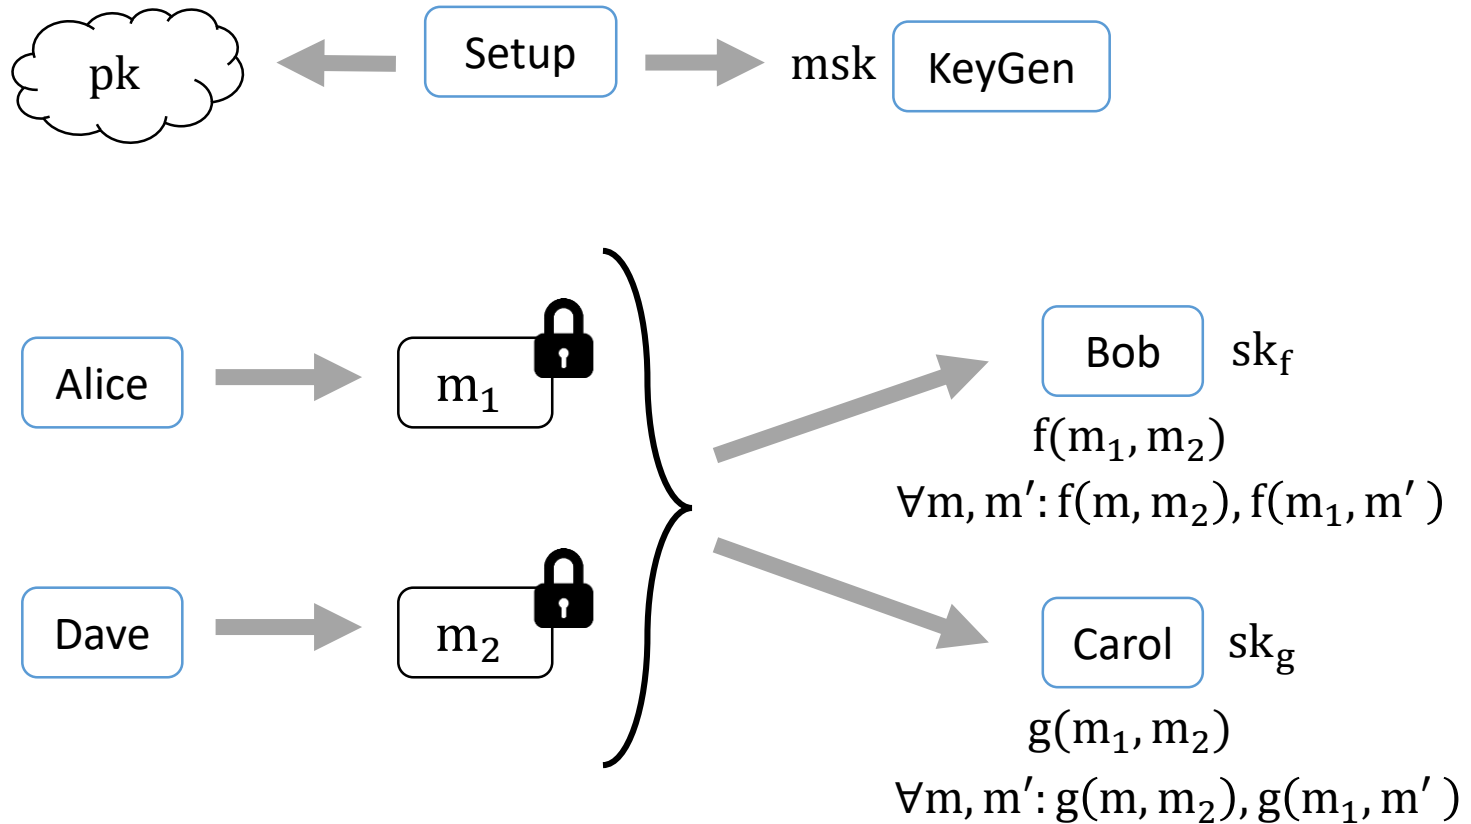 pk
Setup
msk
KeyGen
Alice
m₁
Bob
sk_f
f(m₁, m₂)
∀m, m′: f(m, m₂), f(m₁, m′ )
Dave
m₂
Carol
sk_g
g(m₁, m₂)
∀m, m′: g(m, m₂), g(m₁, m′ )